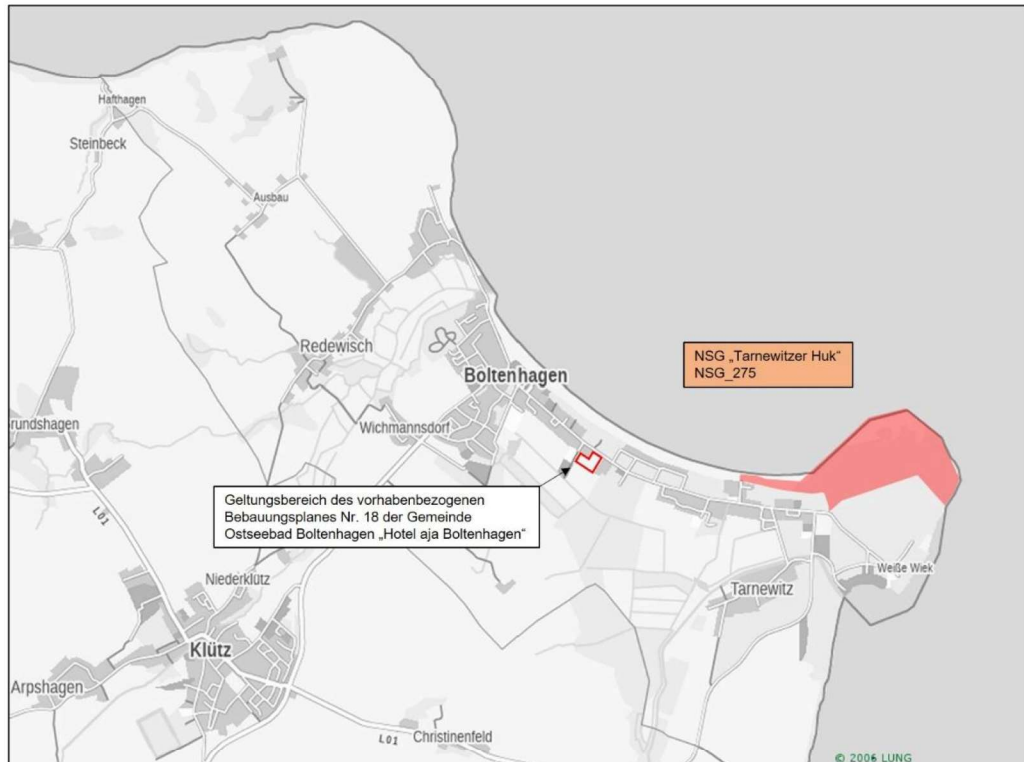 Hafthagen
Steinbeck
Ausbau
Redewisch
Boltenhagen
NSG „Tarnewitzer Huk“
NSG_275
rundshagen
Wichmannsdorf
Geltungsbereich des vorhabenbezogenen
Bebauungsplanes Nr. 18 der Gemeinde
Ostseebad Boltenhagen „Hotel aja Boltenhagen“
L01
Weiße Wiek
Niederklütz
Tarnewitz
Klütz
Arpshagen
L01
Christinenfeld
© 2006 LUNG